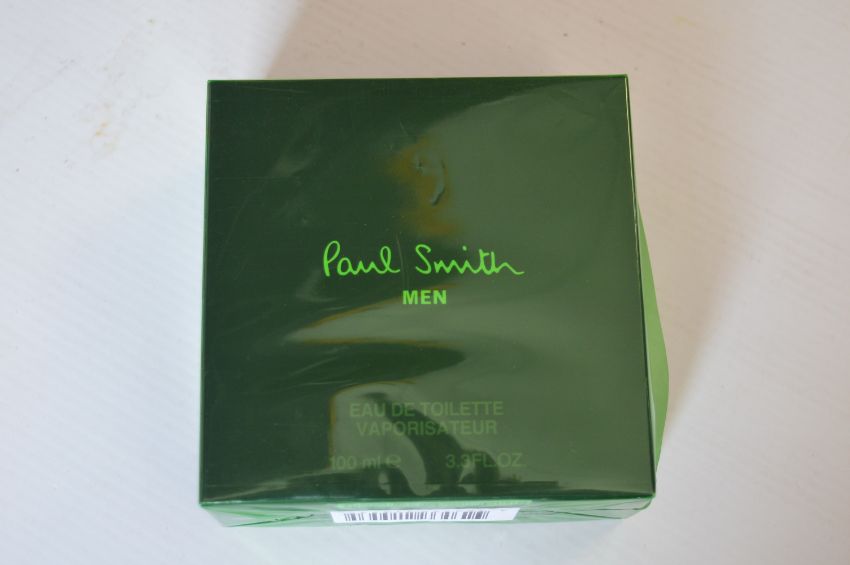 Paul Smith
MEN
EAU DE TOILETTE
VAPORISATEUR
100 ml e 3.3FL.OZ.